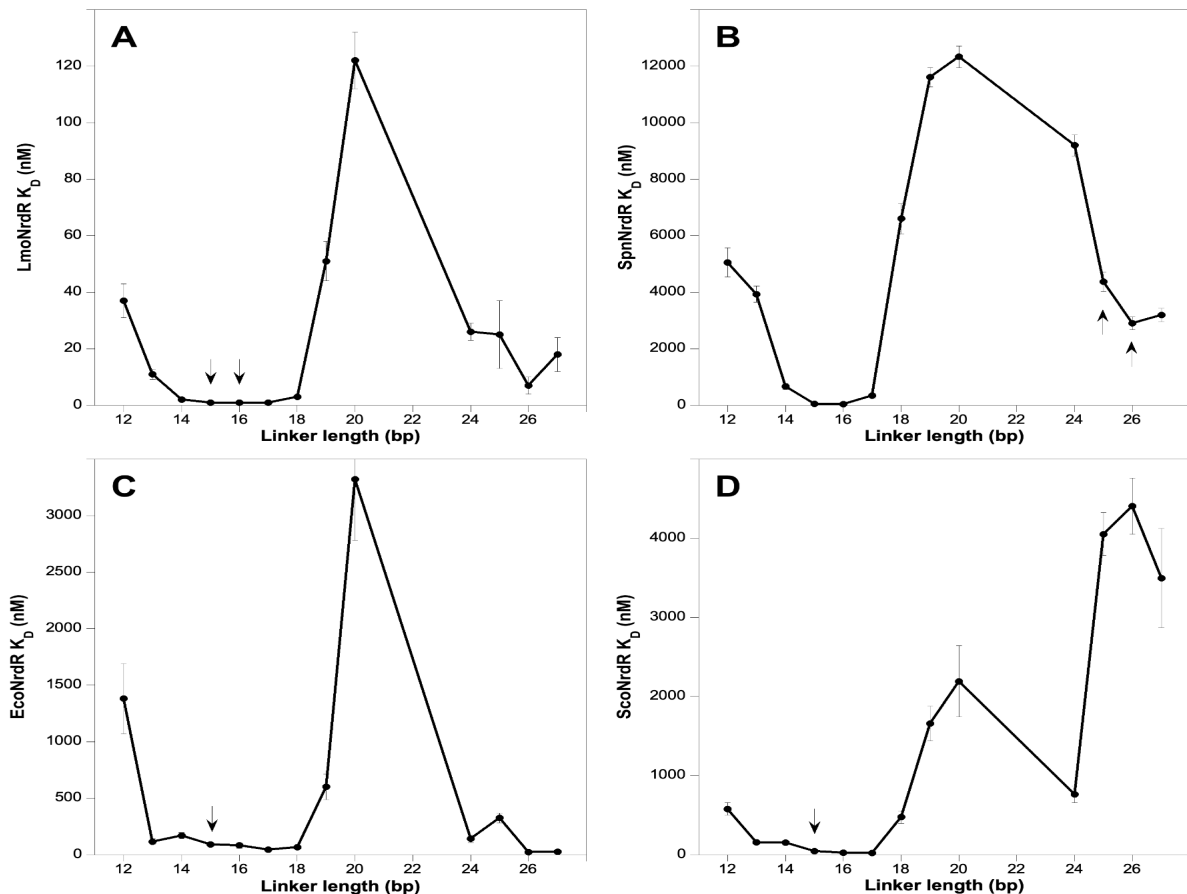 A
LmoNrdR K_D (nM)
120
100
80
60
40
20
0
12 14 16 18 20 22 24 26
Linker length (bp)
B
SpnNrdR K_D (nM)
12000
10000
8000
6000
4000
2000
0
12 14 16 18 20 22 24 26
Linker length (bp)
C
EcoNrdR K_D (nM)
3000
2500
2000
1500
1000
500
0
12 14 16 18 20 22 24 26
Linker length (bp)
D
ScoNrdR K_D (nM)
4000
3000
2000
1000
0
12 14 16 18 20 22 24 26
Linker length (bp)